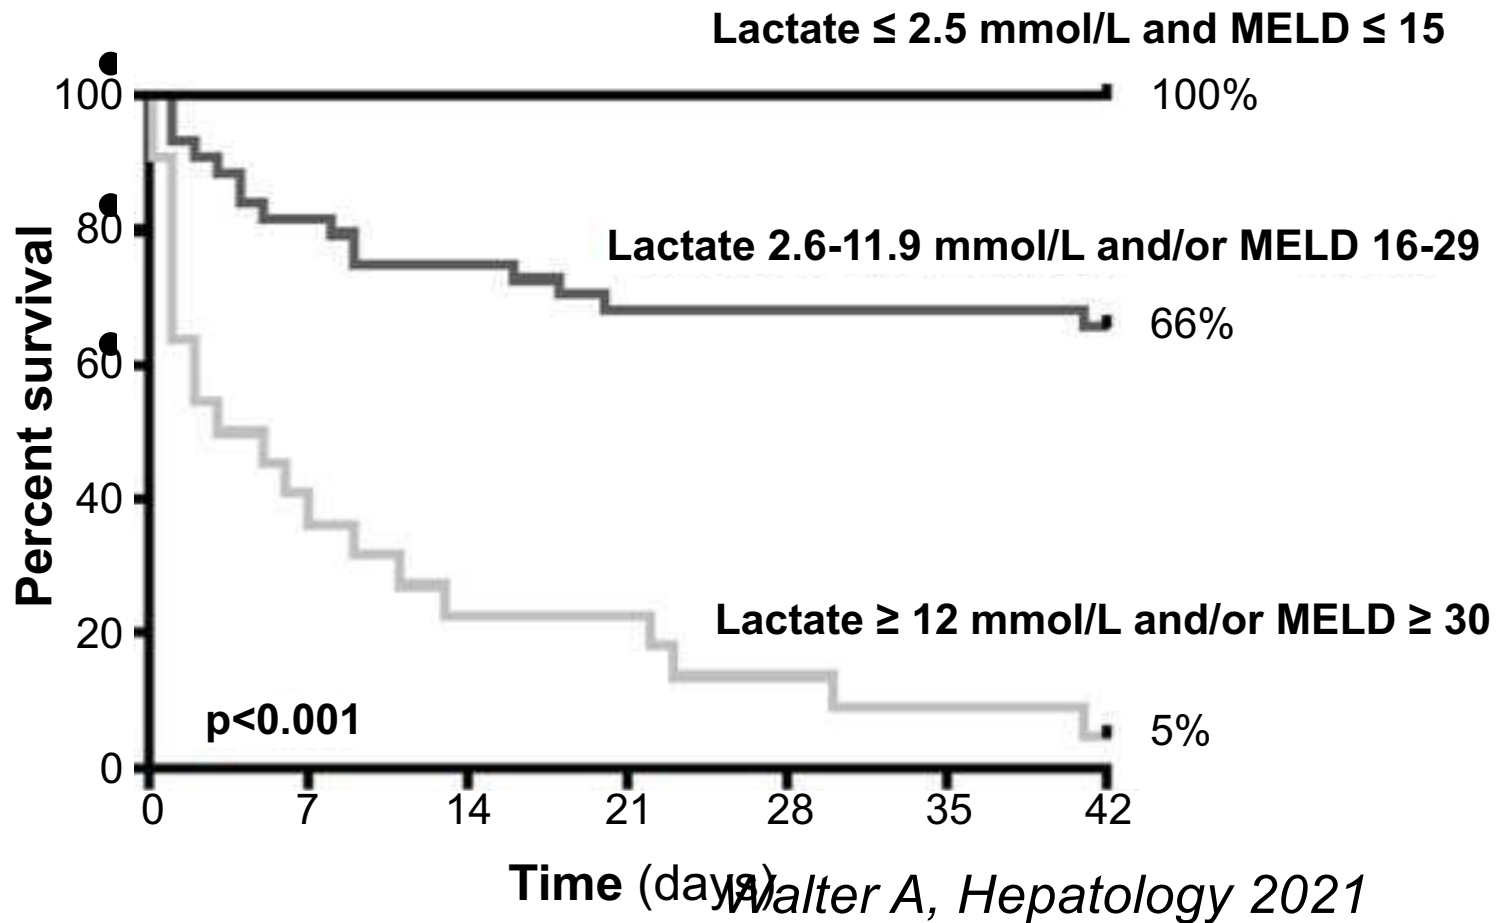 Lactate ≤ 2.5 mmol/L and MELD ≤ 15
100
100%
80
Lactate 2.6-11.9 mmol/L and/or MELD 16-29
66%
60
Percent survival
40
20
Lactate ≥ 12 mmol/L and/or MELD ≥ 30
p<0.001
5%
0
0 7 14 21 28 35 42
Time (days)
Walter A, Hepatology 2021